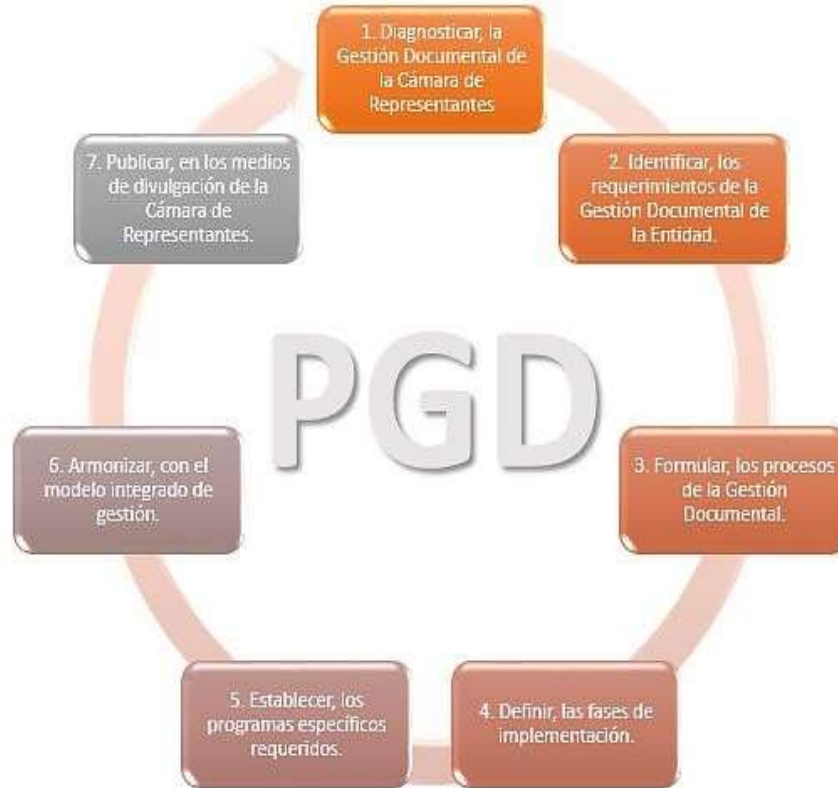 1. Diagnosticar, la
Gestión Documental de
la Cámara de
Representantes
2. Identificar, los
requerimientos de la
Gestión Documental de
la Entidad.
3. Formular, los procesos
de la Gestión
Documental.
4. Definir, las fases de
implementación.
5. Establecer, los
programas específicos
requeridos.
6. Armonizar, con el
modelo integrado de
gestión.
7. Publicar, en los medios
de divulgación de la
Cámara de
Representantes.
PGD